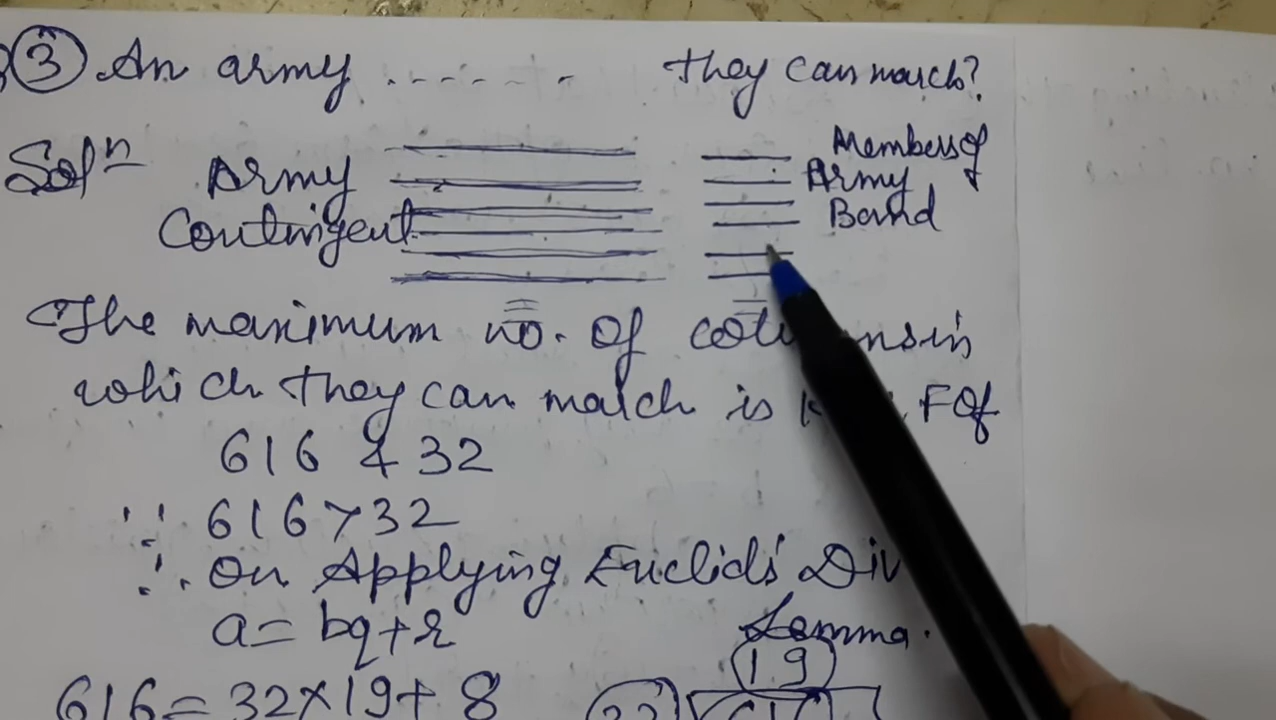 ③ An army . - - - - - - they can march?
Solⁿ Army Contingent
Members of
Army
Band
The maximum no. of in
which they can march is F of
616 & 32
∵ 616 > 32
∴ On Applying Euclid's Div
Lemma.
a = bq + r
19
616 = 32 × 19 + 8